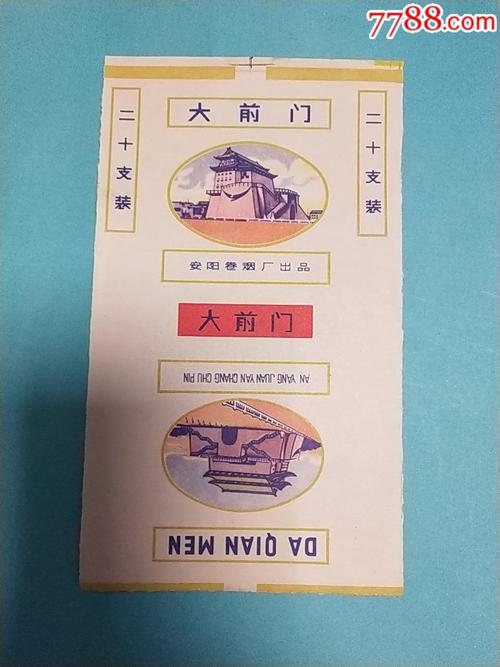 7788.com
大前门
二十支装
二十支装
安阳卷烟厂出品
大前门
AN YANG JUAN YAN CHANG CHU PIN
DA QIAN MEN